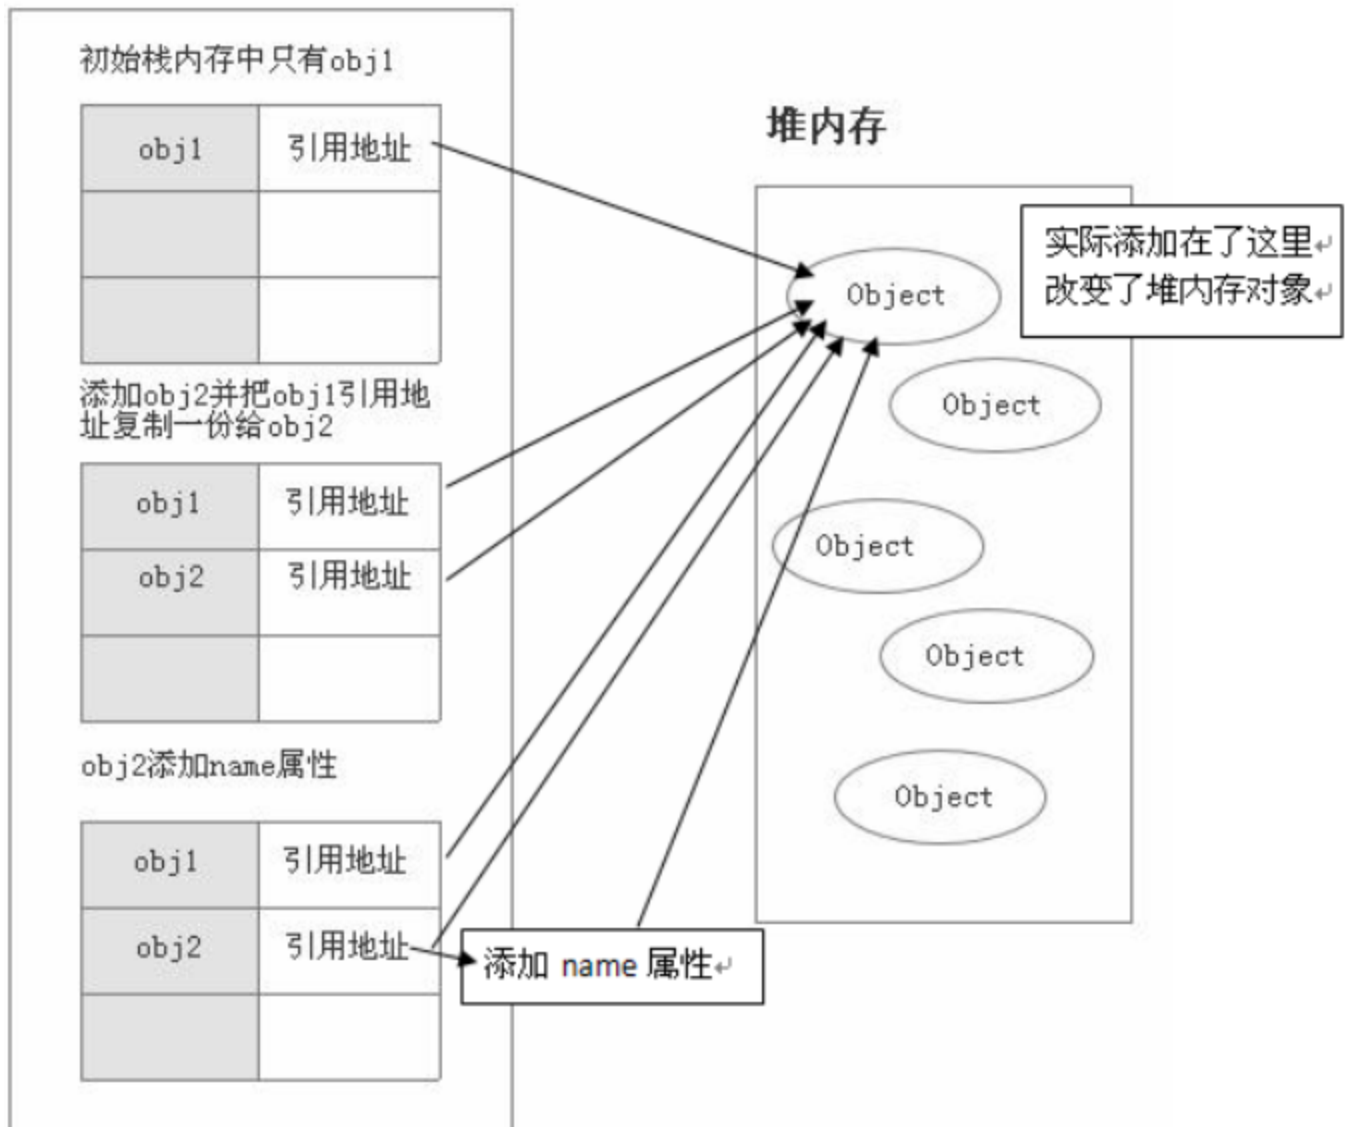 初始栈内存中只有obj1
obj1 引用地址
添加obj2并把obj1引用地
址复制一份给obj2
obj1 引用地址
obj2 引用地址
obj2添加name属性
obj1 引用地址
obj2 引用地址
添加 name 属性↵
堆内存
实际添加在了这里↵
改变了堆内存对象↵
Object
Object
Object
Object
Object